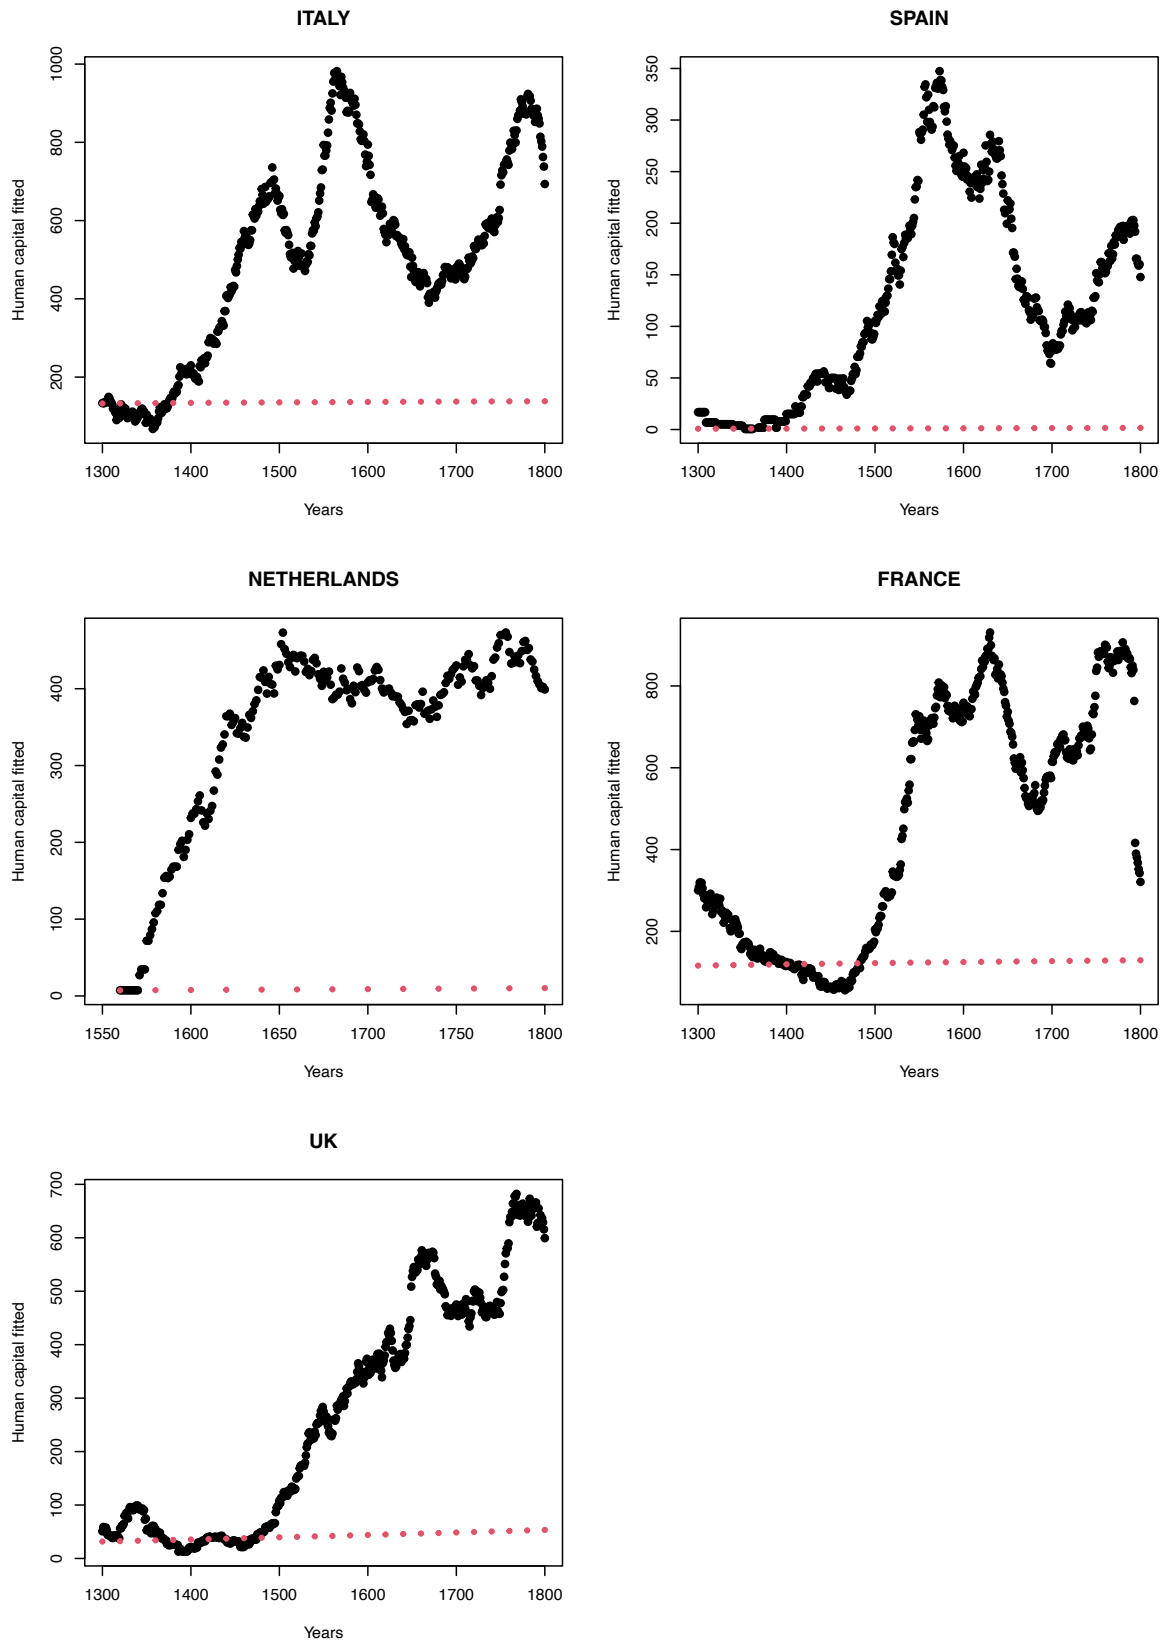 ITALY
Human capital fitted
200 400 600 800 1000
1300 1400 1500 1600 1700 1800
Years
SPAIN
Human capital fitted
0 50 100 150 200 250 300 350
1300 1400 1500 1600 1700 1800
Years
NETHERLANDS
Human capital fitted
0 100 200 300 400
1550 1600 1650 1700 1750 1800
Years
FRANCE
Human capital fitted
200 400 600 800
1300 1400 1500 1600 1700 1800
Years
UK
Human capital fitted
0 100 200 300 400 500 600 700
1300 1400 1500 1600 1700 1800
Years